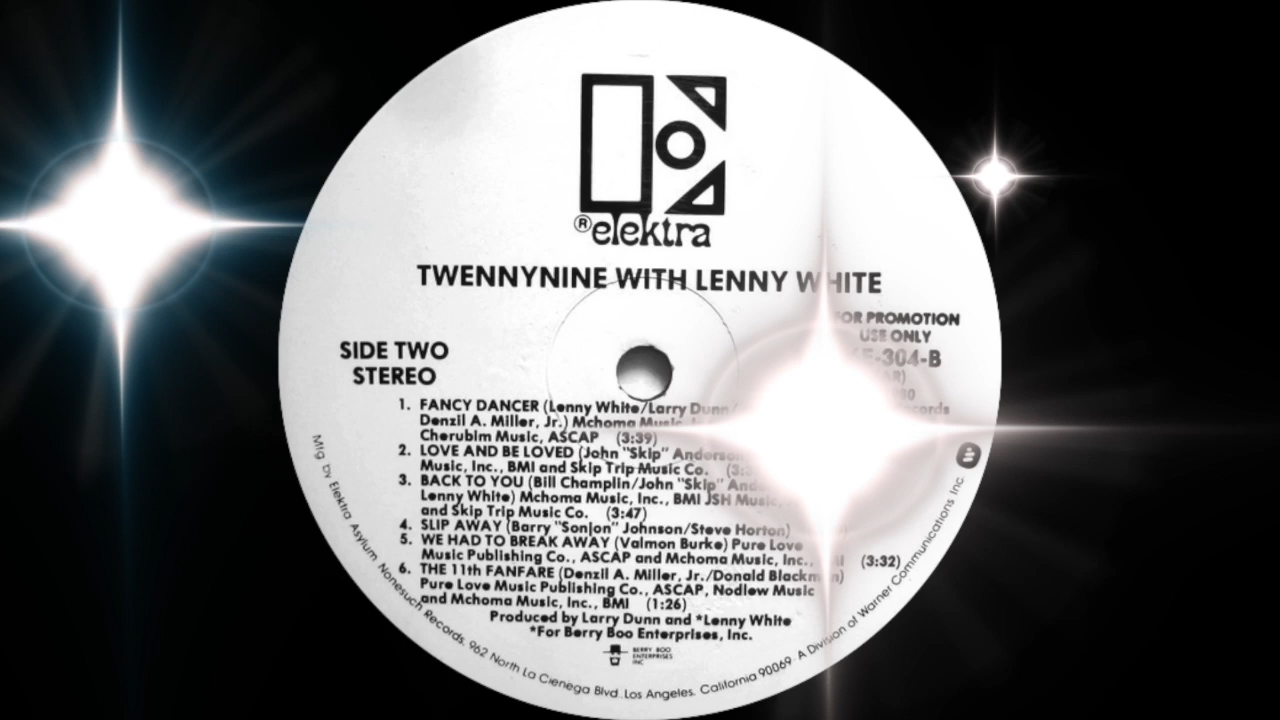 ® elektra
TWENNYNINE WITH LENNY WHITE
FOR PROMOTION
USE ONLY
SIDE TWO
STEREO
-304-B
1. FANCY DANCER (Lenny White/Larry Dunn/
Denzil A. Miller, Jr.) Mchoma Music,
Cherubim Music, ASCAP (3:39)
2. LOVE AND BE LOVED (John "Skip" Anderson
Music, Inc., BMI and Skip Trip Music Co.
3. BACK TO YOU (Bill Champlin/John "Skip"
Lenny White) Mchoma Music, Inc., BMI JSH Music,
and Skip Trip Music Co. (3:47)
4. SLIP AWAY (Barry "Sonjon" Johnson/Steve Horton)
5. WE HAD TO BREAK AWAY (Valmon Burke) Pure Love
Music Publishing Co., ASCAP and Mchoma Music, Inc., (3:32)
6. THE 11th FANFARE (Denzil A. Miller, Jr./Donald Blackman)
Pure Love Music Publishing Co., ASCAP, Nodlew Music
and Mchoma Music, Inc., BMI (1:26)
Produced by Larry Dunn and *Lenny White
*For Berry Boo Enterprises, Inc.
BERRY BOO
ENTERPRISES
INC
Mfg by Elektra Asylum Nonesuch Records, 962 North La Cienega Blvd. Los Angeles, California 90069 A Division of Warner Communications Inc